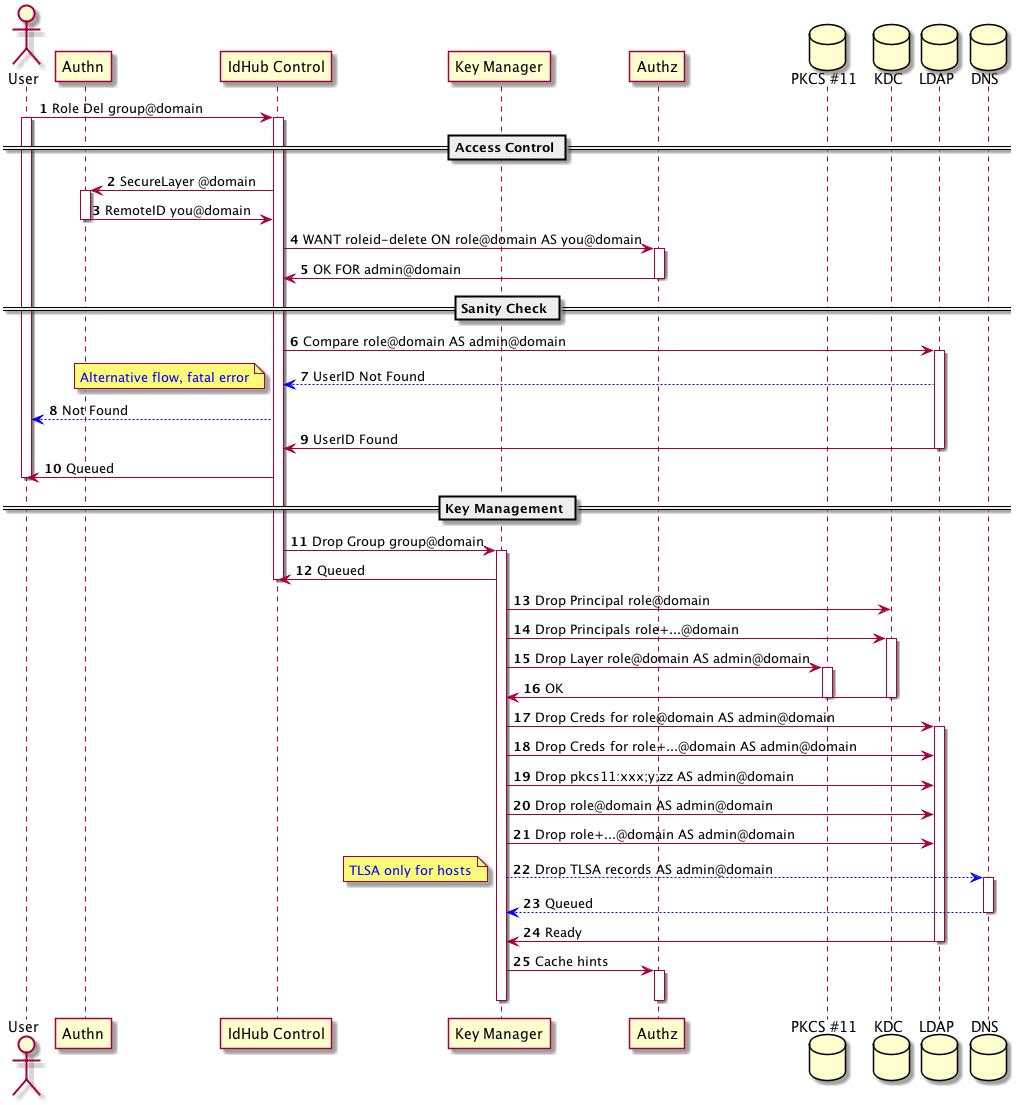 User
Authn
IdHub Control
Key Manager
Authz
PKCS #11
KDC
LDAP
DNS
1 Role Del group@domain
Access Control
2 SecureLayer @domain
3 RemoteID you@domain
4 WANT roleid-delete ON role@domain AS you@domain
5 OK FOR admin@domain
Sanity Check
6 Compare role@domain AS admin@domain
Alternative flow, fatal error
7 UserID Not Found
8 Not Found
9 UserID Found
10 Queued
Key Management
11 Drop Group group@domain
12 Queued
13 Drop Principal role@domain
14 Drop Principals role+...@domain
15 Drop Layer role@domain AS admin@domain
16 OK
17 Drop Creds for role@domain AS admin@domain
18 Drop Creds for role+...@domain AS admin@domain
19 Drop pkcs11:xxx;y;zz AS admin@domain
20 Drop role@domain AS admin@domain
21 Drop role+...@domain AS admin@domain
TLSA only for hosts
22 Drop TLSA records AS admin@domain
23 Queued
24 Ready
25 Cache hints
User
Authn
IdHub Control
Key Manager
Authz
PKCS #11
KDC
LDAP
DNS